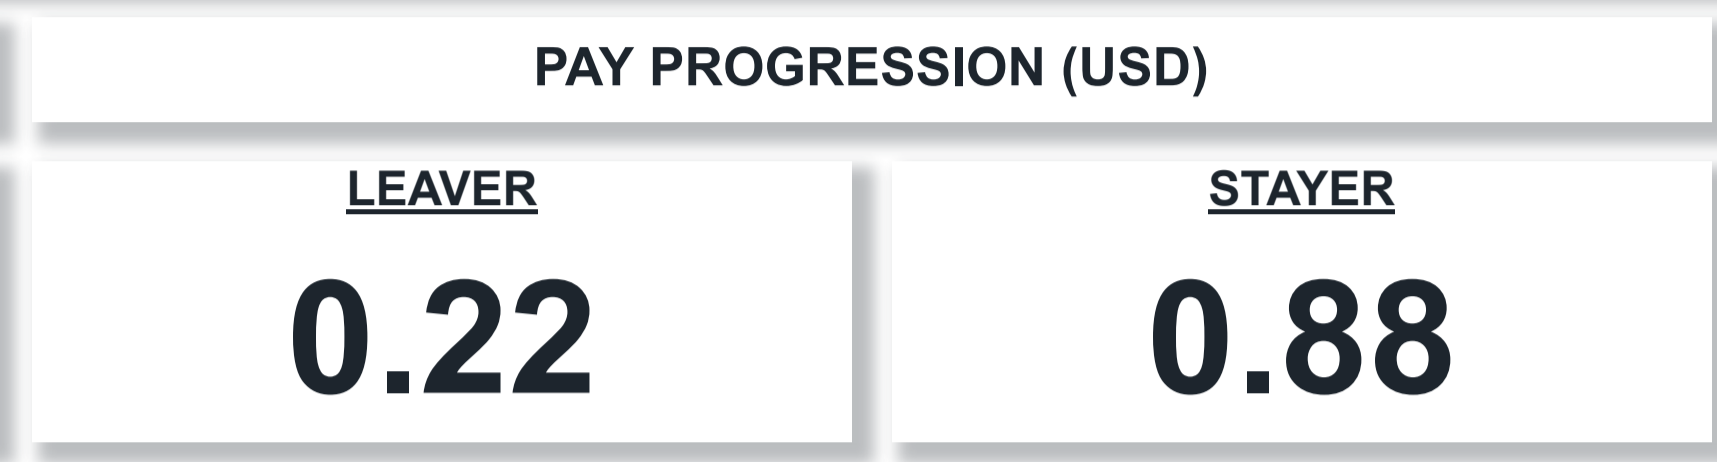 PAY PROGRESSION (USD)
LEAVER
STAYER
0.22
0.88